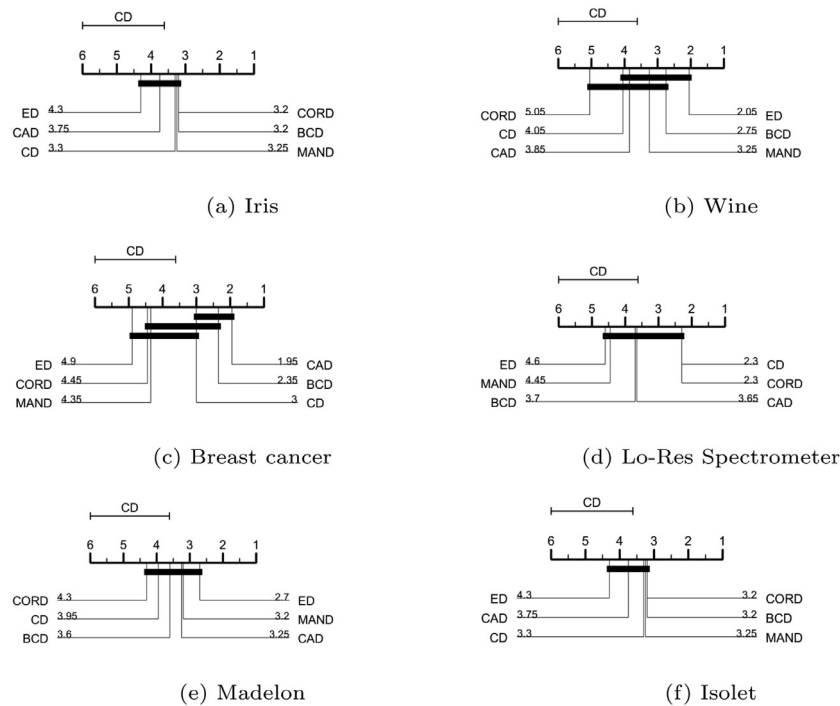 CD
6 5 4 3 2 1
ED 4.3 3.2 CORD
CAD 3.75 3.2 BCD
CD 3.3 3.25 MAND
(a) Iris
CD
6 5 4 3 2 1
CORD 5.05 2.05 ED
CD 4.05 2.75 BCD
CAD 3.85 3.25 MAND
(b) Wine
CD
6 5 4 3 2 1
ED 4.9 1.95 CAD
CORD 4.45 2.35 BCD
MAND 4.35 3 CD
(c) Breast cancer
CD
6 5 4 3 2 1
ED 4.6 2.3 CD
MAND 4.45 2.3 CORD
BCD 3.7 3.65 CAD
(d) Lo-Res Spectrometer
CD
6 5 4 3 2 1
CORD 4.3 2.7 ED
CD 3.95 3.2 MAND
BCD 3.6 3.25 CAD
(e) Madelon
CD
6 5 4 3 2 1
ED 4.3 3.2 CORD
CAD 3.75 3.2 BCD
CD 3.3 3.25 MAND
(f) Isolet